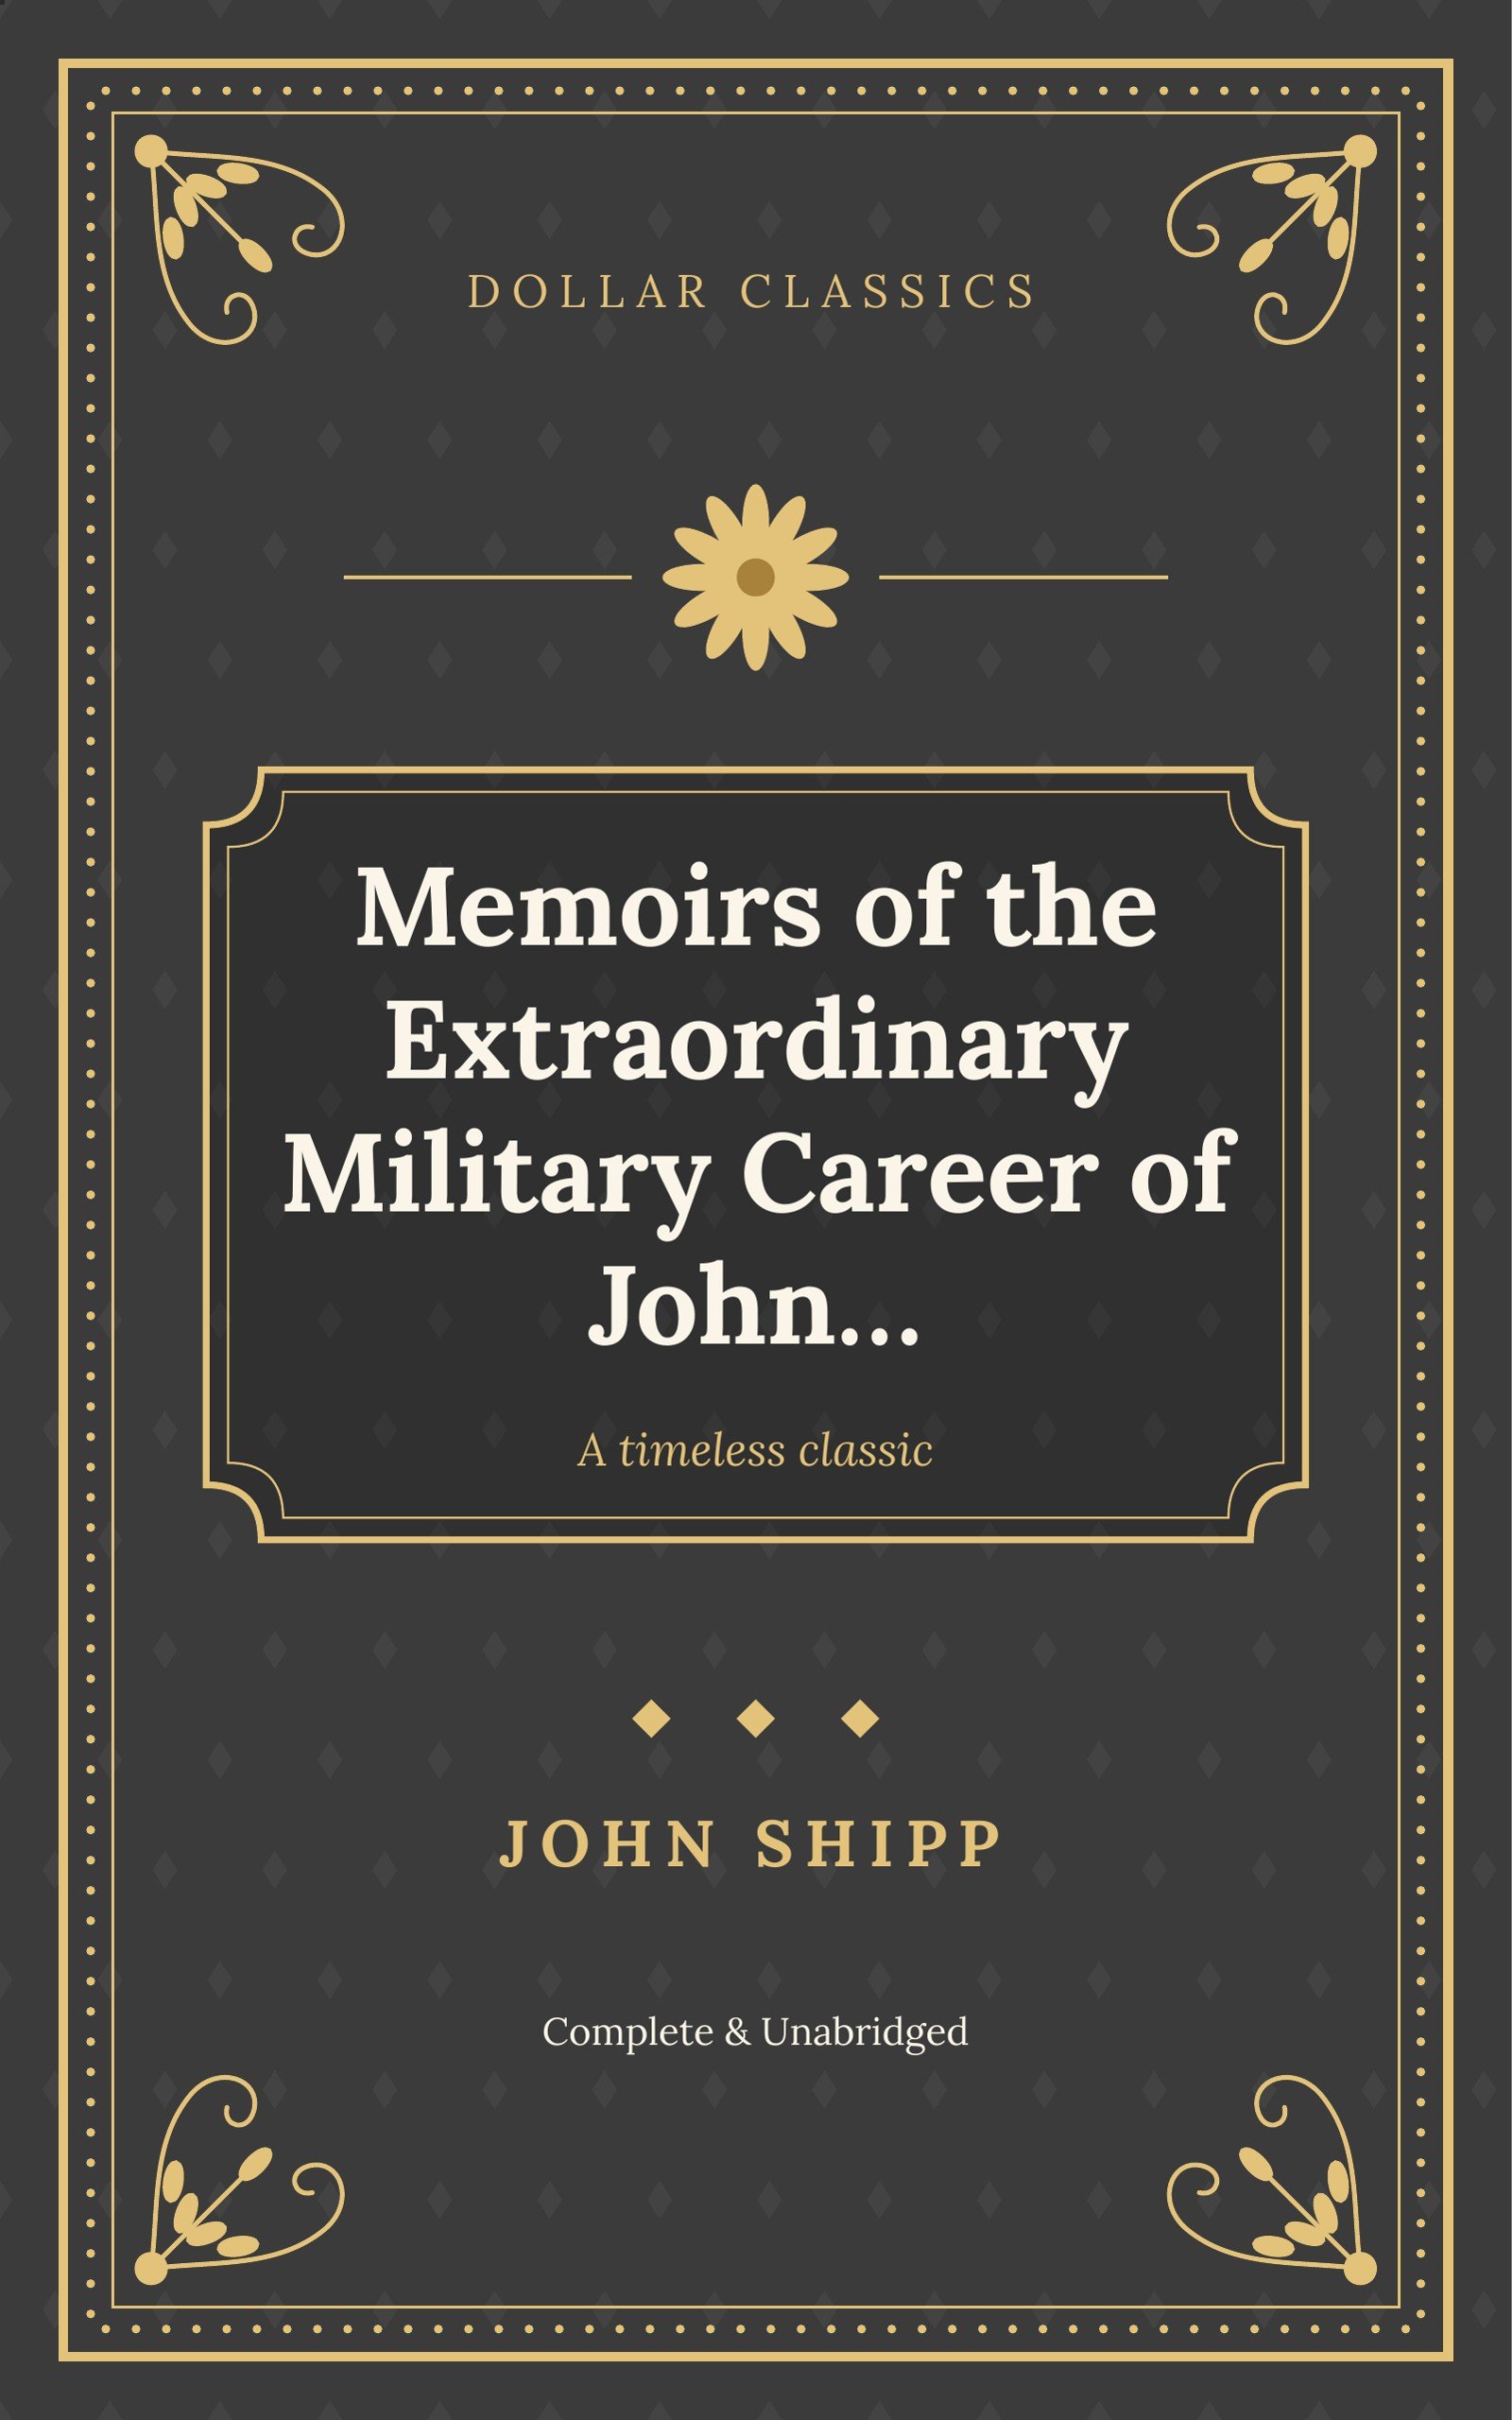 DOLLAR CLASSICS
Memoirs of the
Extraordinary
Military Career of
John...
A timeless classic
JOHN SHIPP
Complete & Unabridged